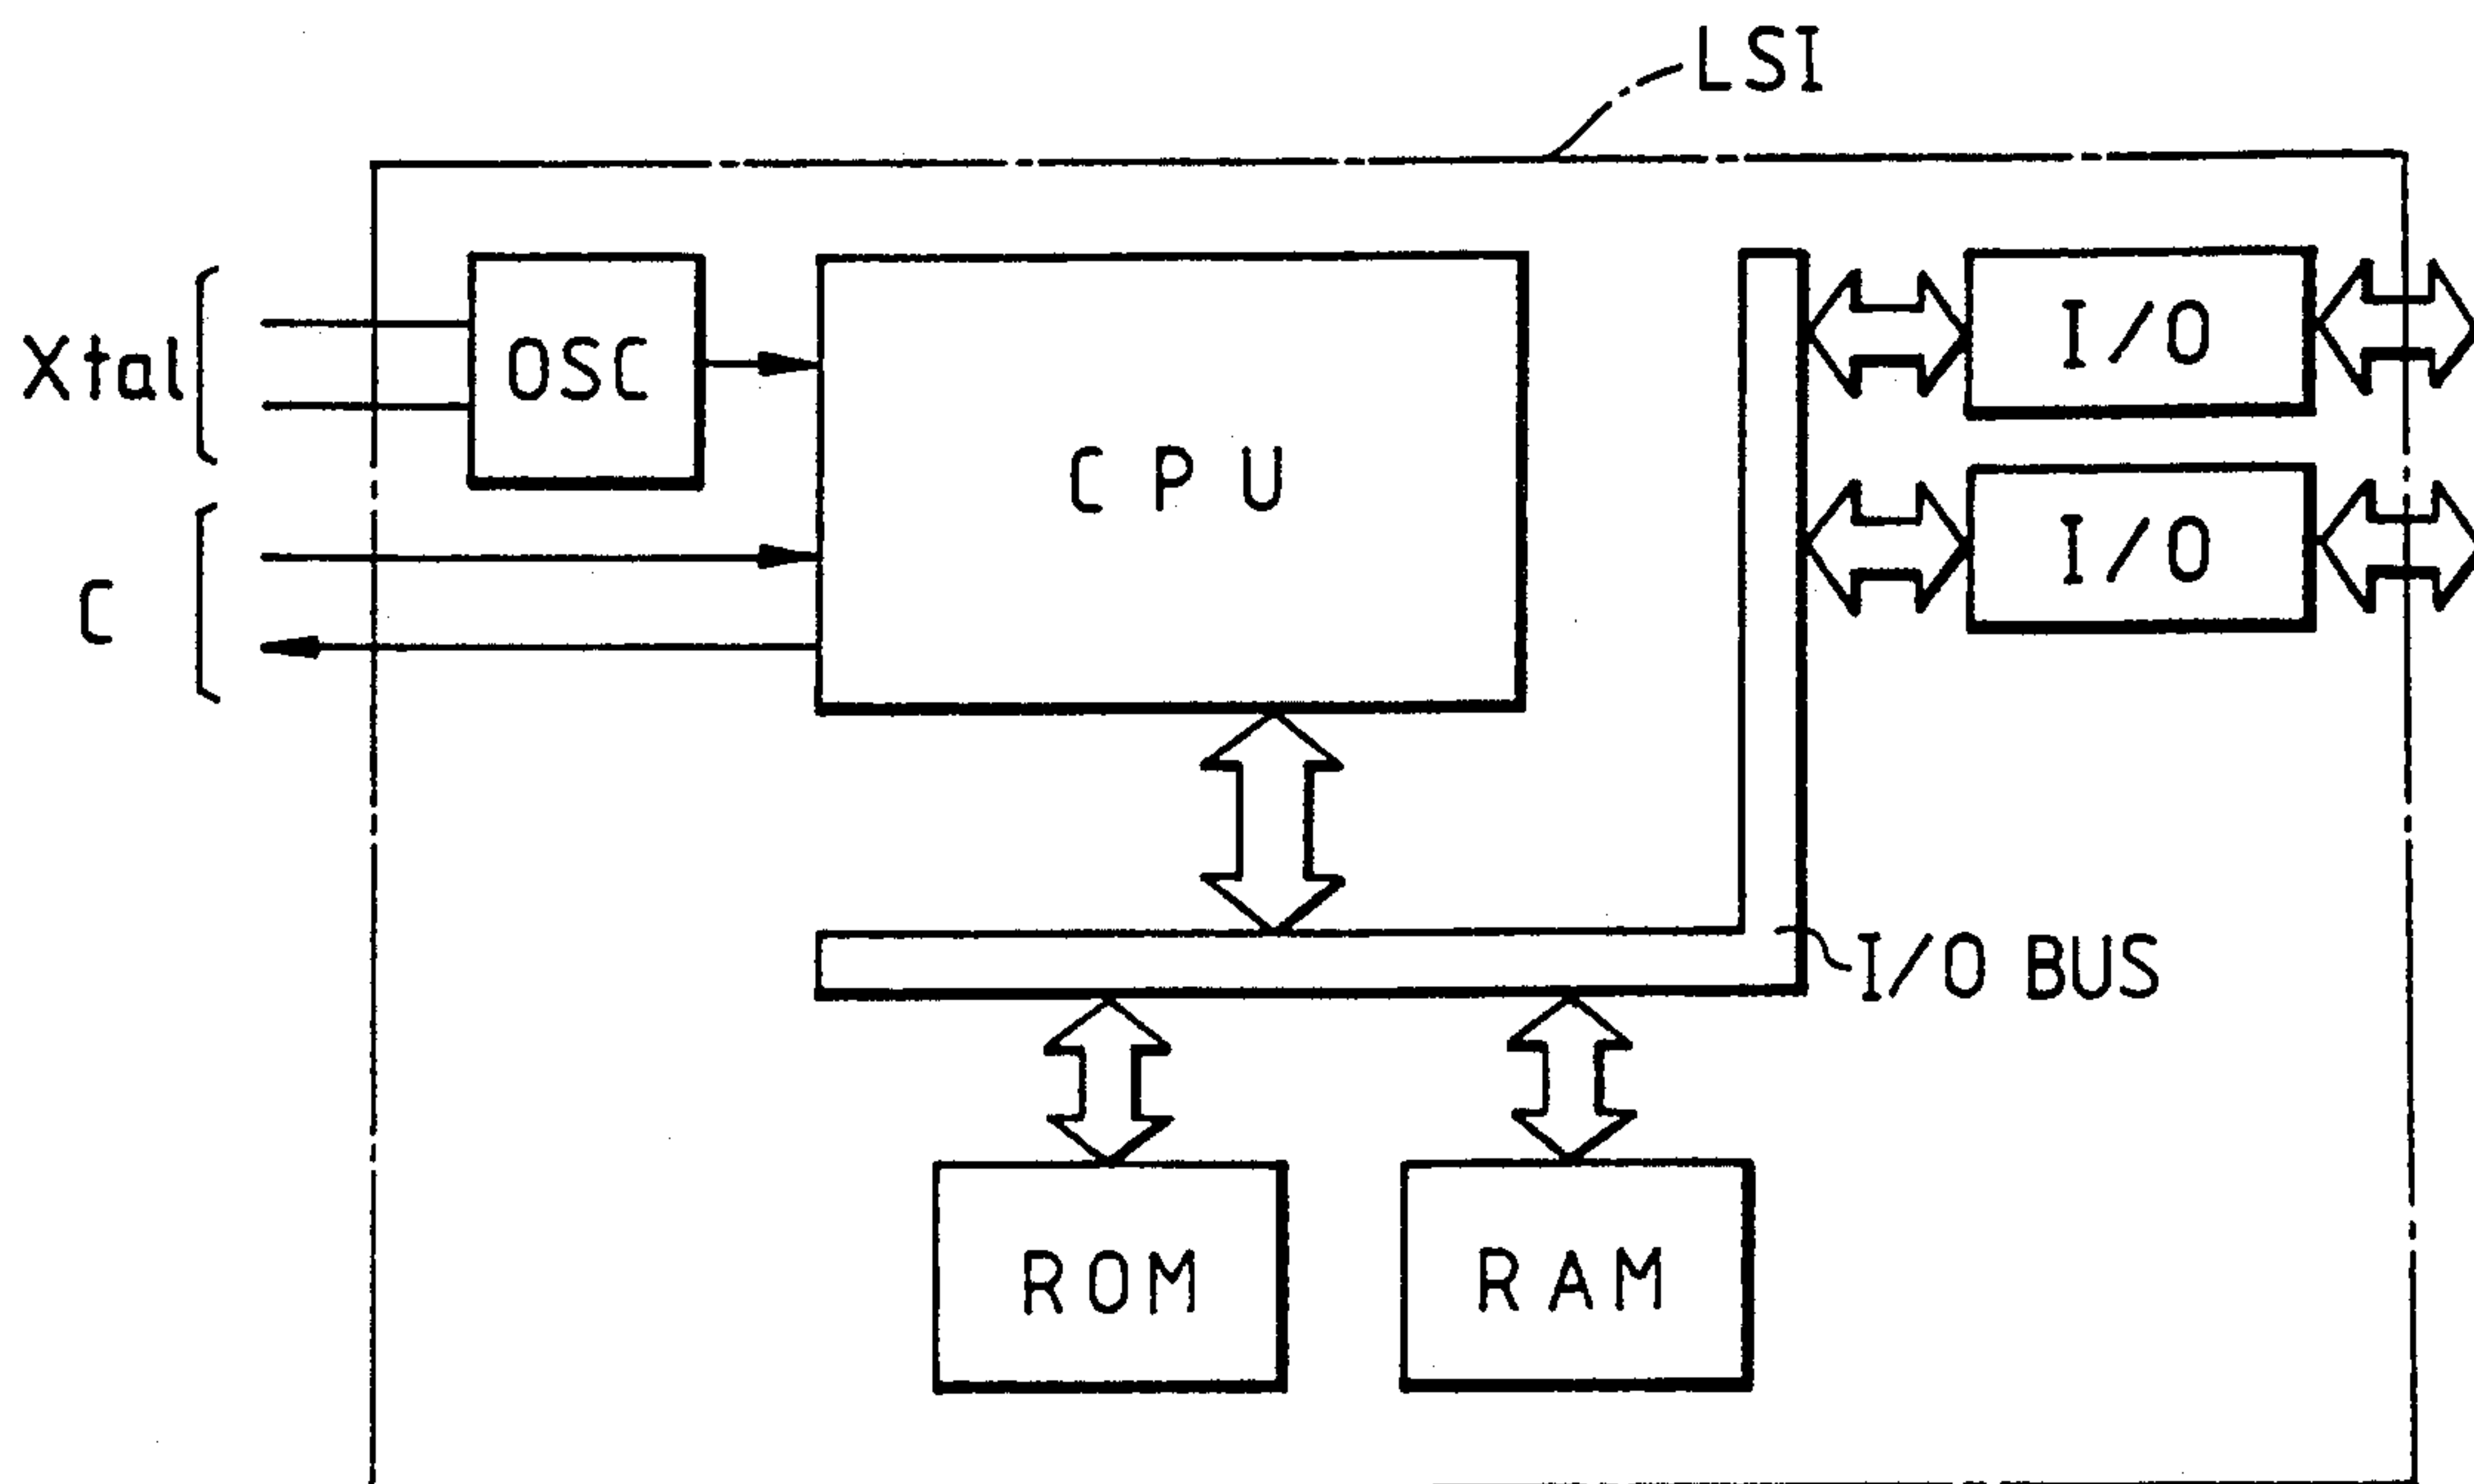 LSI
Xtal
OSC
CPU
I/O
I/O
C
I/O BUS
ROM
RAM